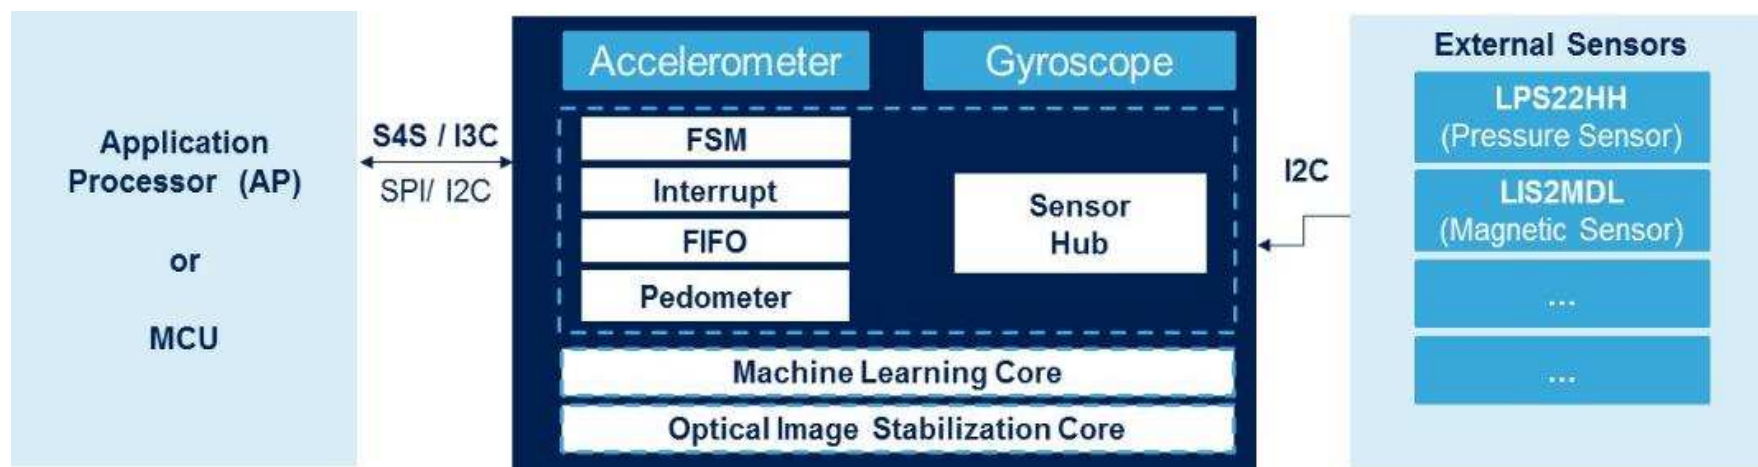 Application
Processor (AP)
or
MCU
S4S / I3C
SPI/ I2C
Accelerometer
Gyroscope
FSM
Interrupt
FIFO
Pedometer
Sensor
Hub
Machine Learning Core
Optical Image Stabilization Core
I2C
External Sensors
LPS22HH
(Pressure Sensor)
LIS2MDL
(Magnetic Sensor)
...
...